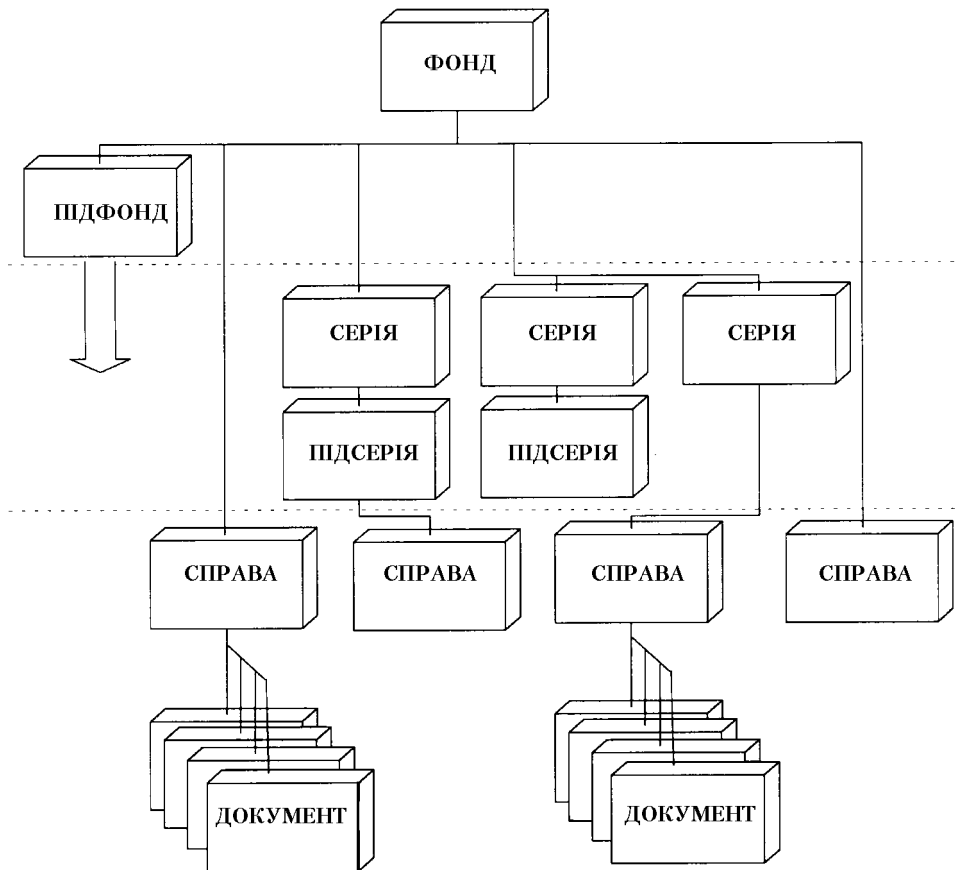 ФОНД
ПІДФОНД
СЕРІЯ
СЕРІЯ
СЕРІЯ
ПІДСЕРІЯ
ПІДСЕРІЯ
СПРАВА
СПРАВА
СПРАВА
СПРАВА
ДОКУМЕНТ
ДОКУМЕНТ